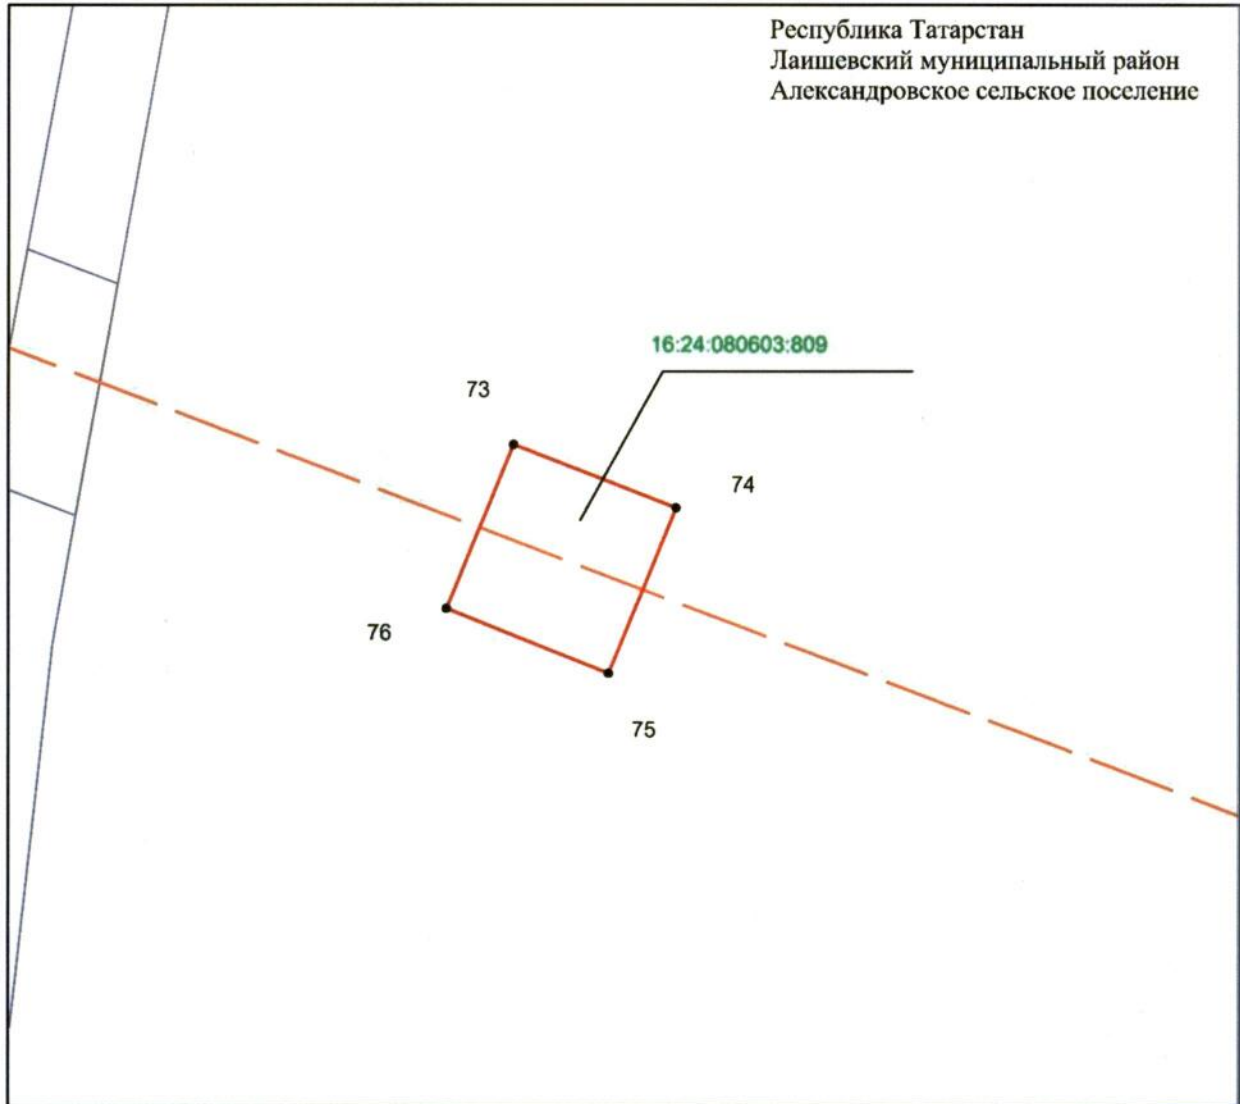 Республика Татарстан
Лаишевский муниципальный район
Александровское сельское поселение
16:24:080603:809
73
74
76
75